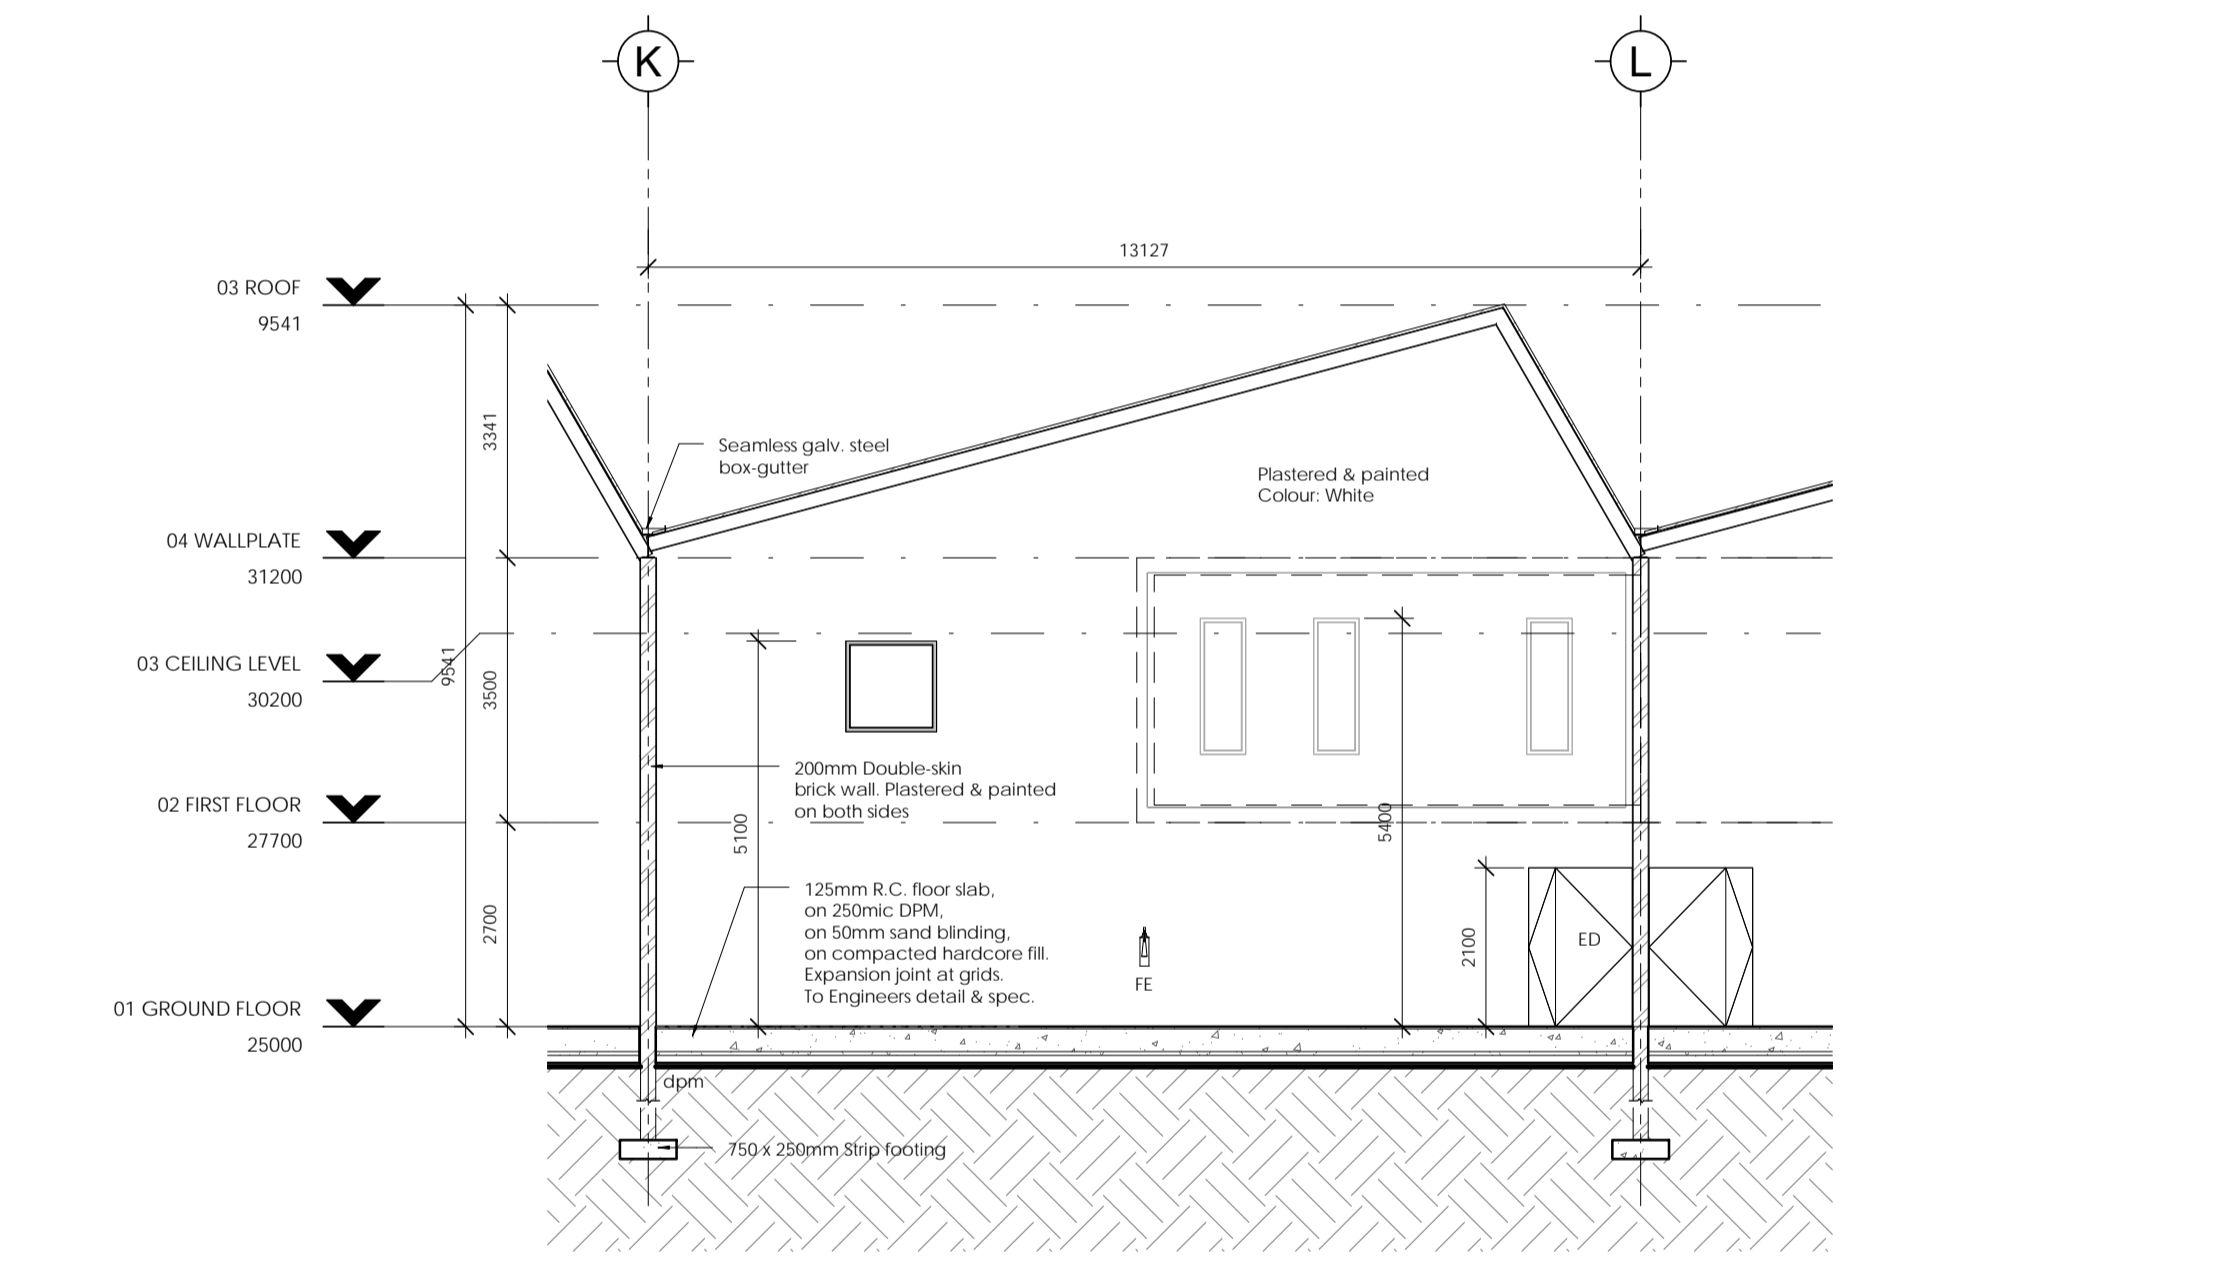 K
L
13127
03 ROOF
9541
3341
Seamless galv. steel
box-gutter
Plastered & painted
Colour: White
04 WALLPLATE
31200
03 CEILING LEVEL
30200
9541
3500
200mm Double-skin
brick wall. Plastered & painted
on both sides
02 FIRST FLOOR
27700
5100
5400
125mm R.C. floor slab,
on 250mic DPM,
on 50mm sand blinding,
on compacted hardcore fill.
Expansion joint at grids.
To Engineers detail & spec.
2700
2100
ED
FE
01 GROUND FLOOR
25000
dpm
750 x 250mm Strip footing